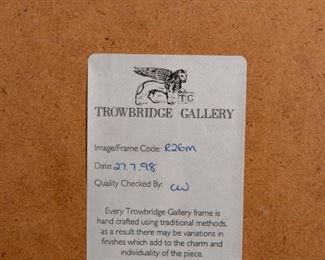 TG
TROWBRIDGE GALLERY
Image/Frame Code: R26M
Date: 27.7.98
Quality Checked By: CW
Every Trowbridge Gallery frame is
hand crafted using traditional methods,
as a result there may be variations in
finishes which add to the charm and
individuality of the piece.